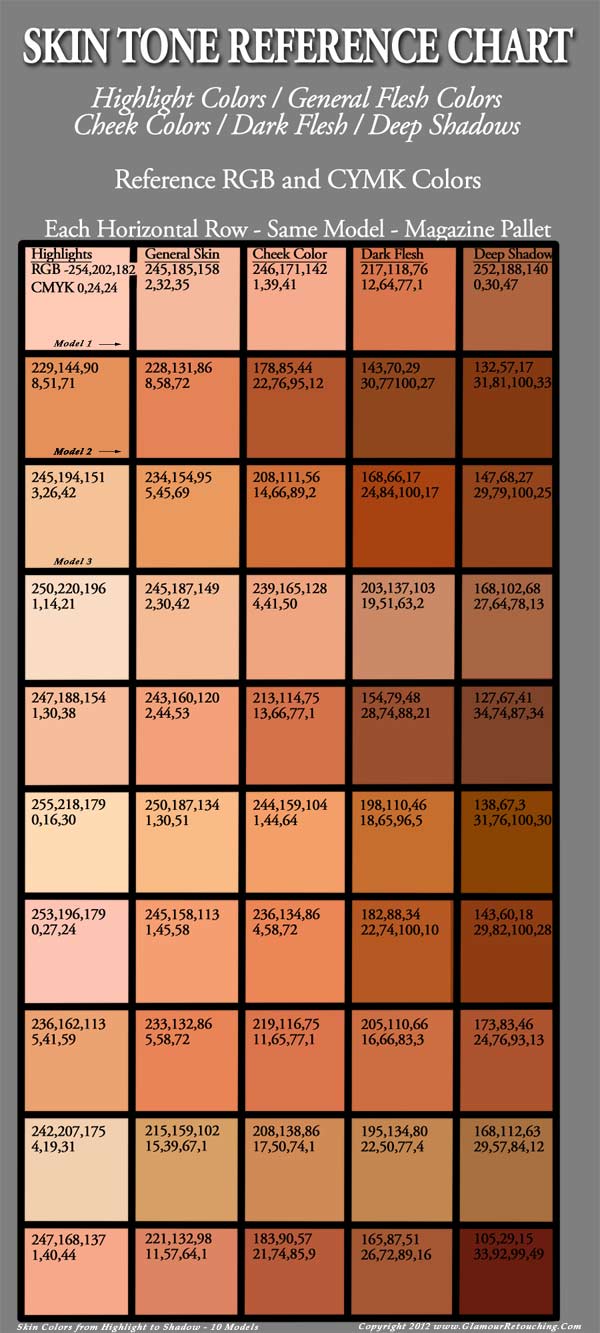 SKIN TONE REFERENCE CHART
Highlight Colors / General Flesh Colors
Cheek Colors / Dark Flesh / Deep Shadows
Reference RGB and CYMK Colors
Each Horizontal Row - Same Model - Magazine Pallet
Highlights General Skin Cheek Color Dark Flesh Deep Shadow
RGB -254,202,182 245,185,158 246,171,142 217,118,76 252,188,140
CMYK 0,24,24 2,32,35 1,39,41 12,64,77,1 0,30,47
Model 1
229,144,90 228,131,86 178,85,44 143,70,29 132,57,17
8,51,71 8,58,72 22,76,95,12 30,77100,27 31,81,100,33
Model 2
245,194,151 234,154,95 208,111,56 168,66,17 147,68,27
3,26,42 5,45,69 14,66,89,2 24,84,100,17 29,79,100,25
Model 3
250,220,196 245,187,149 239,165,128 203,137,103 168,102,68
1,14,21 2,30,42 4,41,50 19,51,63,2 27,64,78,13
247,188,154 243,160,120 213,114,75 154,79,48 127,67,41
1,30,38 2,44,53 13,66,77,1 28,74,88,21 34,74,87,34
255,218,179 250,187,134 244,159,104 198,110,46 138,67,3
0,16,30 1,30,51 1,44,64 18,65,96,5 31,76,100,30
253,196,179 245,158,113 236,134,86 182,88,34 143,60,18
0,27,24 1,45,58 4,58,72 22,74,100,10 29,82,100,28
236,162,113 233,132,86 219,116,75 205,110,66 173,83,46
5,41,59 5,58,72 11,65,77,1 16,66,83,3 24,76,93,13
242,207,175 215,159,102 208,138,86 195,134,80 168,112,63
4,19,31 15,39,67,1 17,50,74,1 22,50,77,4 29,57,84,12
247,168,137 221,132,98 183,90,57 165,87,51 105,29,15
1,40,44 11,57,64,1 21,74,85,9 26,72,89,16 33,92,99,49
Skin Colors from Highlight to Shadow - 10 Models Copyright 2012 www.GlamourRetouching.Com